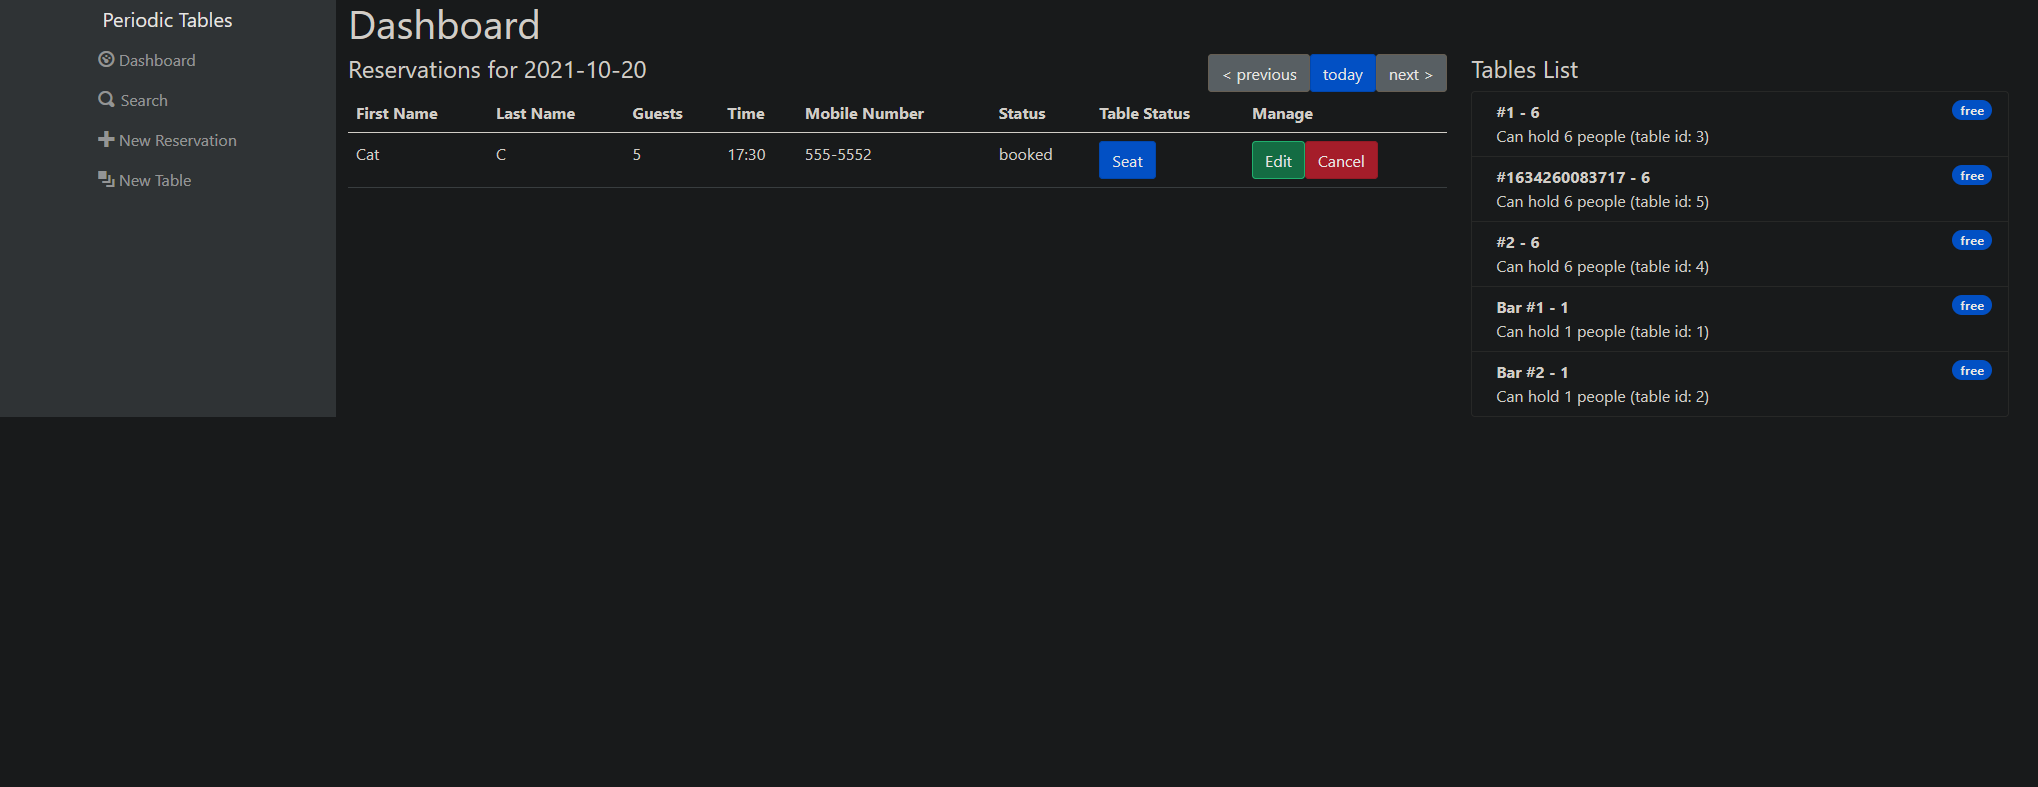 Periodic Tables
Dashboard
Search
New Reservation
New Table
Dashboard
Reservations for 2021-10-20
< previous today next >
First Name Last Name Guests Time Mobile Number Status Table Status Manage
Cat C 5 17:30 555-5552 booked Seat Edit Cancel
Tables List
#1 - 6 free
Can hold 6 people (table id: 3)
#1634260083717 - 6 free
Can hold 6 people (table id: 5)
#2 - 6 free
Can hold 6 people (table id: 4)
Bar #1 - 1 free
Can hold 1 people (table id: 1)
Bar #2 - 1 free
Can hold 1 people (table id: 2)